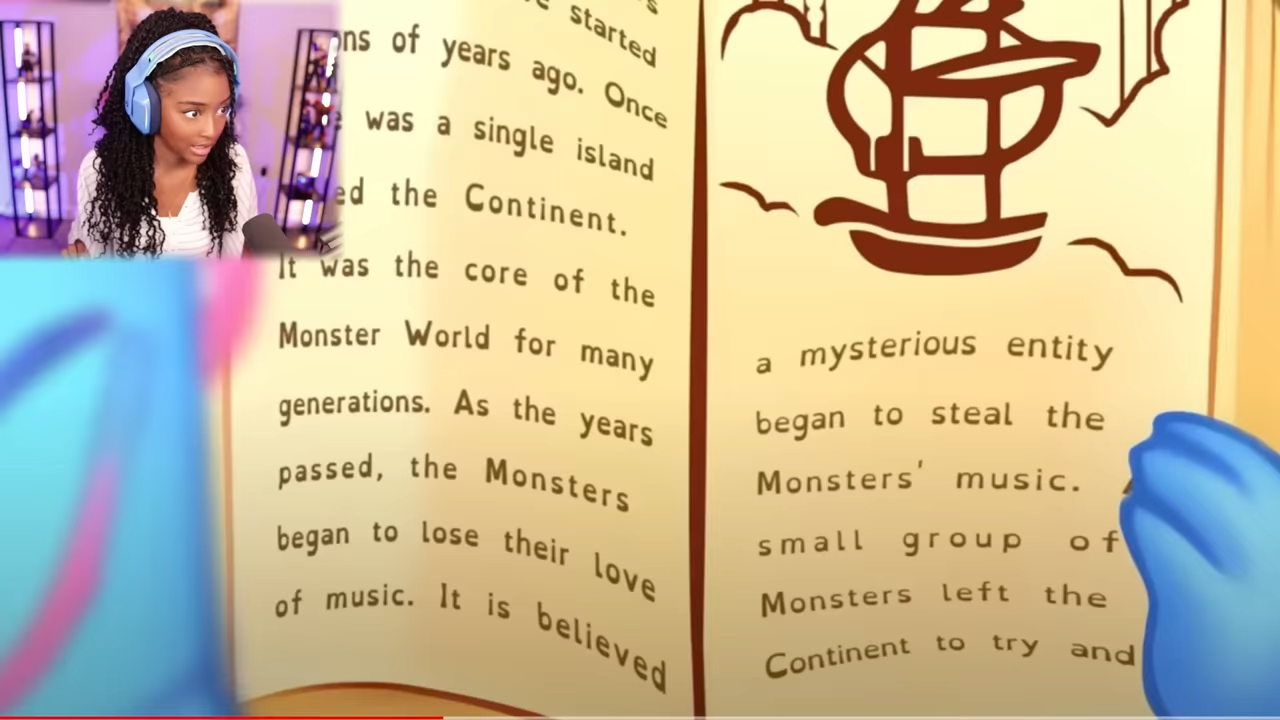 started
of years ago. Once
was a single island
the Continent.
It was the core of the
Monster World for many
generations. As the years
passed, the Monsters
began to lose their love
of music. It is believed
a mysterious entity
began to steal the
Monsters' music.
small group of
Monsters left the
Continent to try and